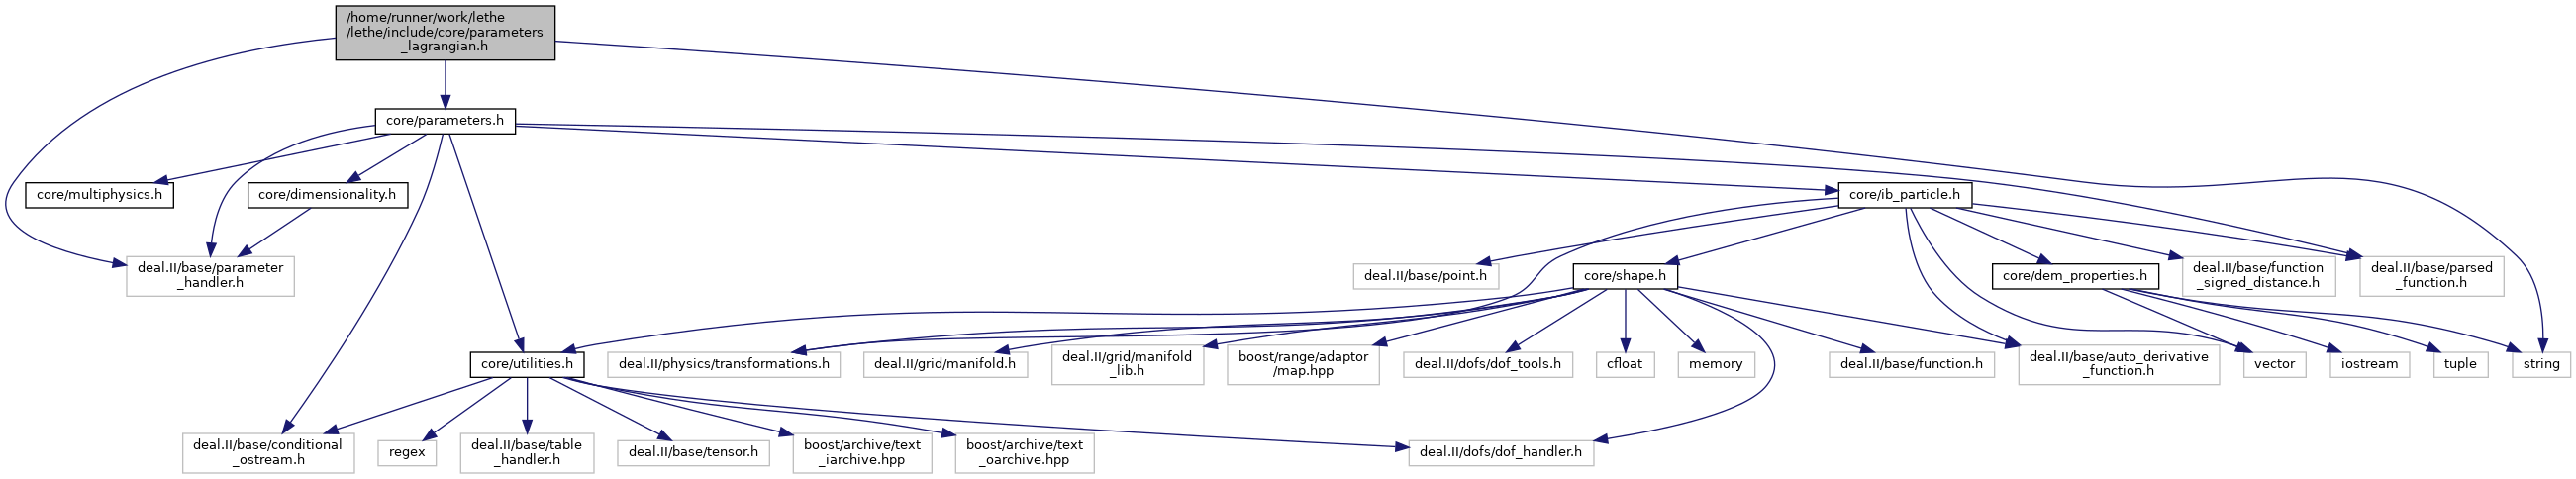 /home/runner/work/lethe
/lethe/include/core/parameters
_lagrangian.h
core/parameters.h
core/multiphysics.h
core/dimensionality.h
core/ib_particle.h
deal.II/base/parameter
_handler.h
deal.II/base/point.h
core/shape.h
core/dem_properties.h
deal.II/base/function
_signed_distance.h
deal.II/base/parsed
_function.h
core/utilities.h
deal.II/physics/transformations.h
deal.II/grid/manifold.h
deal.II/grid/manifold
_lib.h
boost/range/adaptor
/map.hpp
deal.II/dofs/dof_tools.h
cfloat
memory
deal.II/base/function.h
deal.II/base/auto_derivative
_function.h
vector
iostream
tuple
string
deal.II/base/conditional
_ostream.h
regex
deal.II/base/table
_handler.h
deal.II/base/tensor.h
boost/archive/text
_iarchive.hpp
boost/archive/text
_oarchive.hpp
deal.II/dofs/dof_handler.h